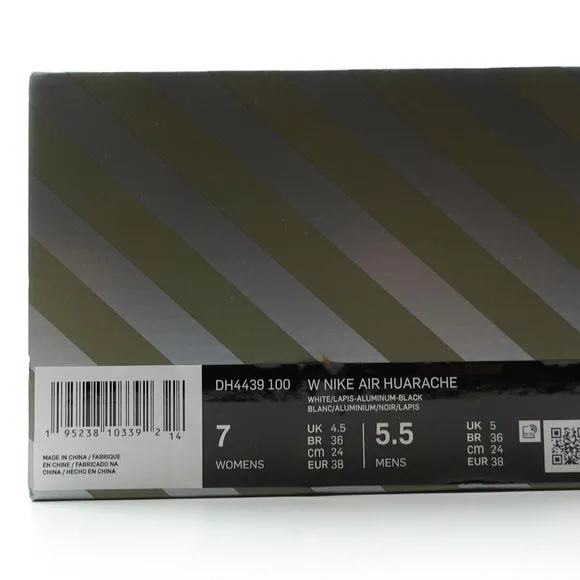 DH4439 100 W NIKE AIR HUARACHE
WHITE/LAPIS-ALUMINUM-BLACK
BLANC/ALUMINIUM/NOIR/LAPIS
1 95238 10339 2 14
MADE IN CHINA / FABRIQUE
EN CHINE / FABRICADO NA
CHINA / HECHO EN CHINA
7
WOMENS
UK 4.5
BR 36
cm 24
EUR 38
5.5
MENS
UK 5
BR 36
cm 24
EUR 38